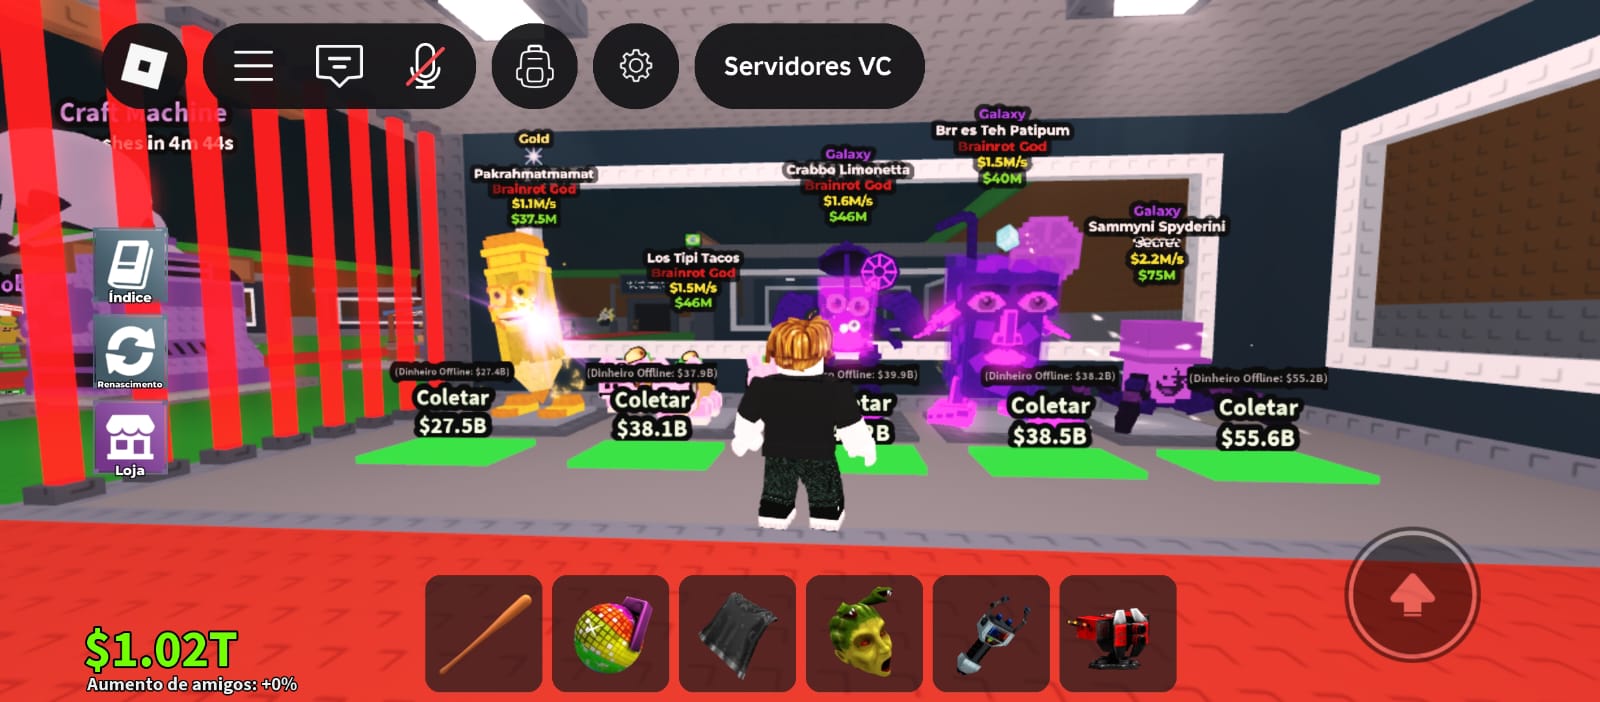 Servidores VC
Craft Machine
shes in 4m 44s
Gold
Pakrahmatmamat
Brainrot God
$1.1M/s
$37.5M
Los Tipi Tacos
Brainrot God
$1.5M/s
$46M
Galaxy
Crabbo Limonetta
Brainrot God
$1.6M/s
$46M
Galaxy
Brr es Teh Patipum
Brainrot God
$1.5M/s
$40M
Galaxy
Sammyni Spyderini
Secret
$2.2M/s
$75M
Índice
Renascimento
Loja
(Dinheiro Offline: $27.4B)
Coletar
$27.5B
(Dinheiro Offline: $37.9B)
Coletar
$38.1B
ro Offline: $39.9B)
tar
B
(Dinheiro Offline: $38.2B)
Coletar
$38.5B
(Dinheiro Offline: $55.2B)
Coletar
$55.6B
$1.02T
Aumento de amigos: +0%